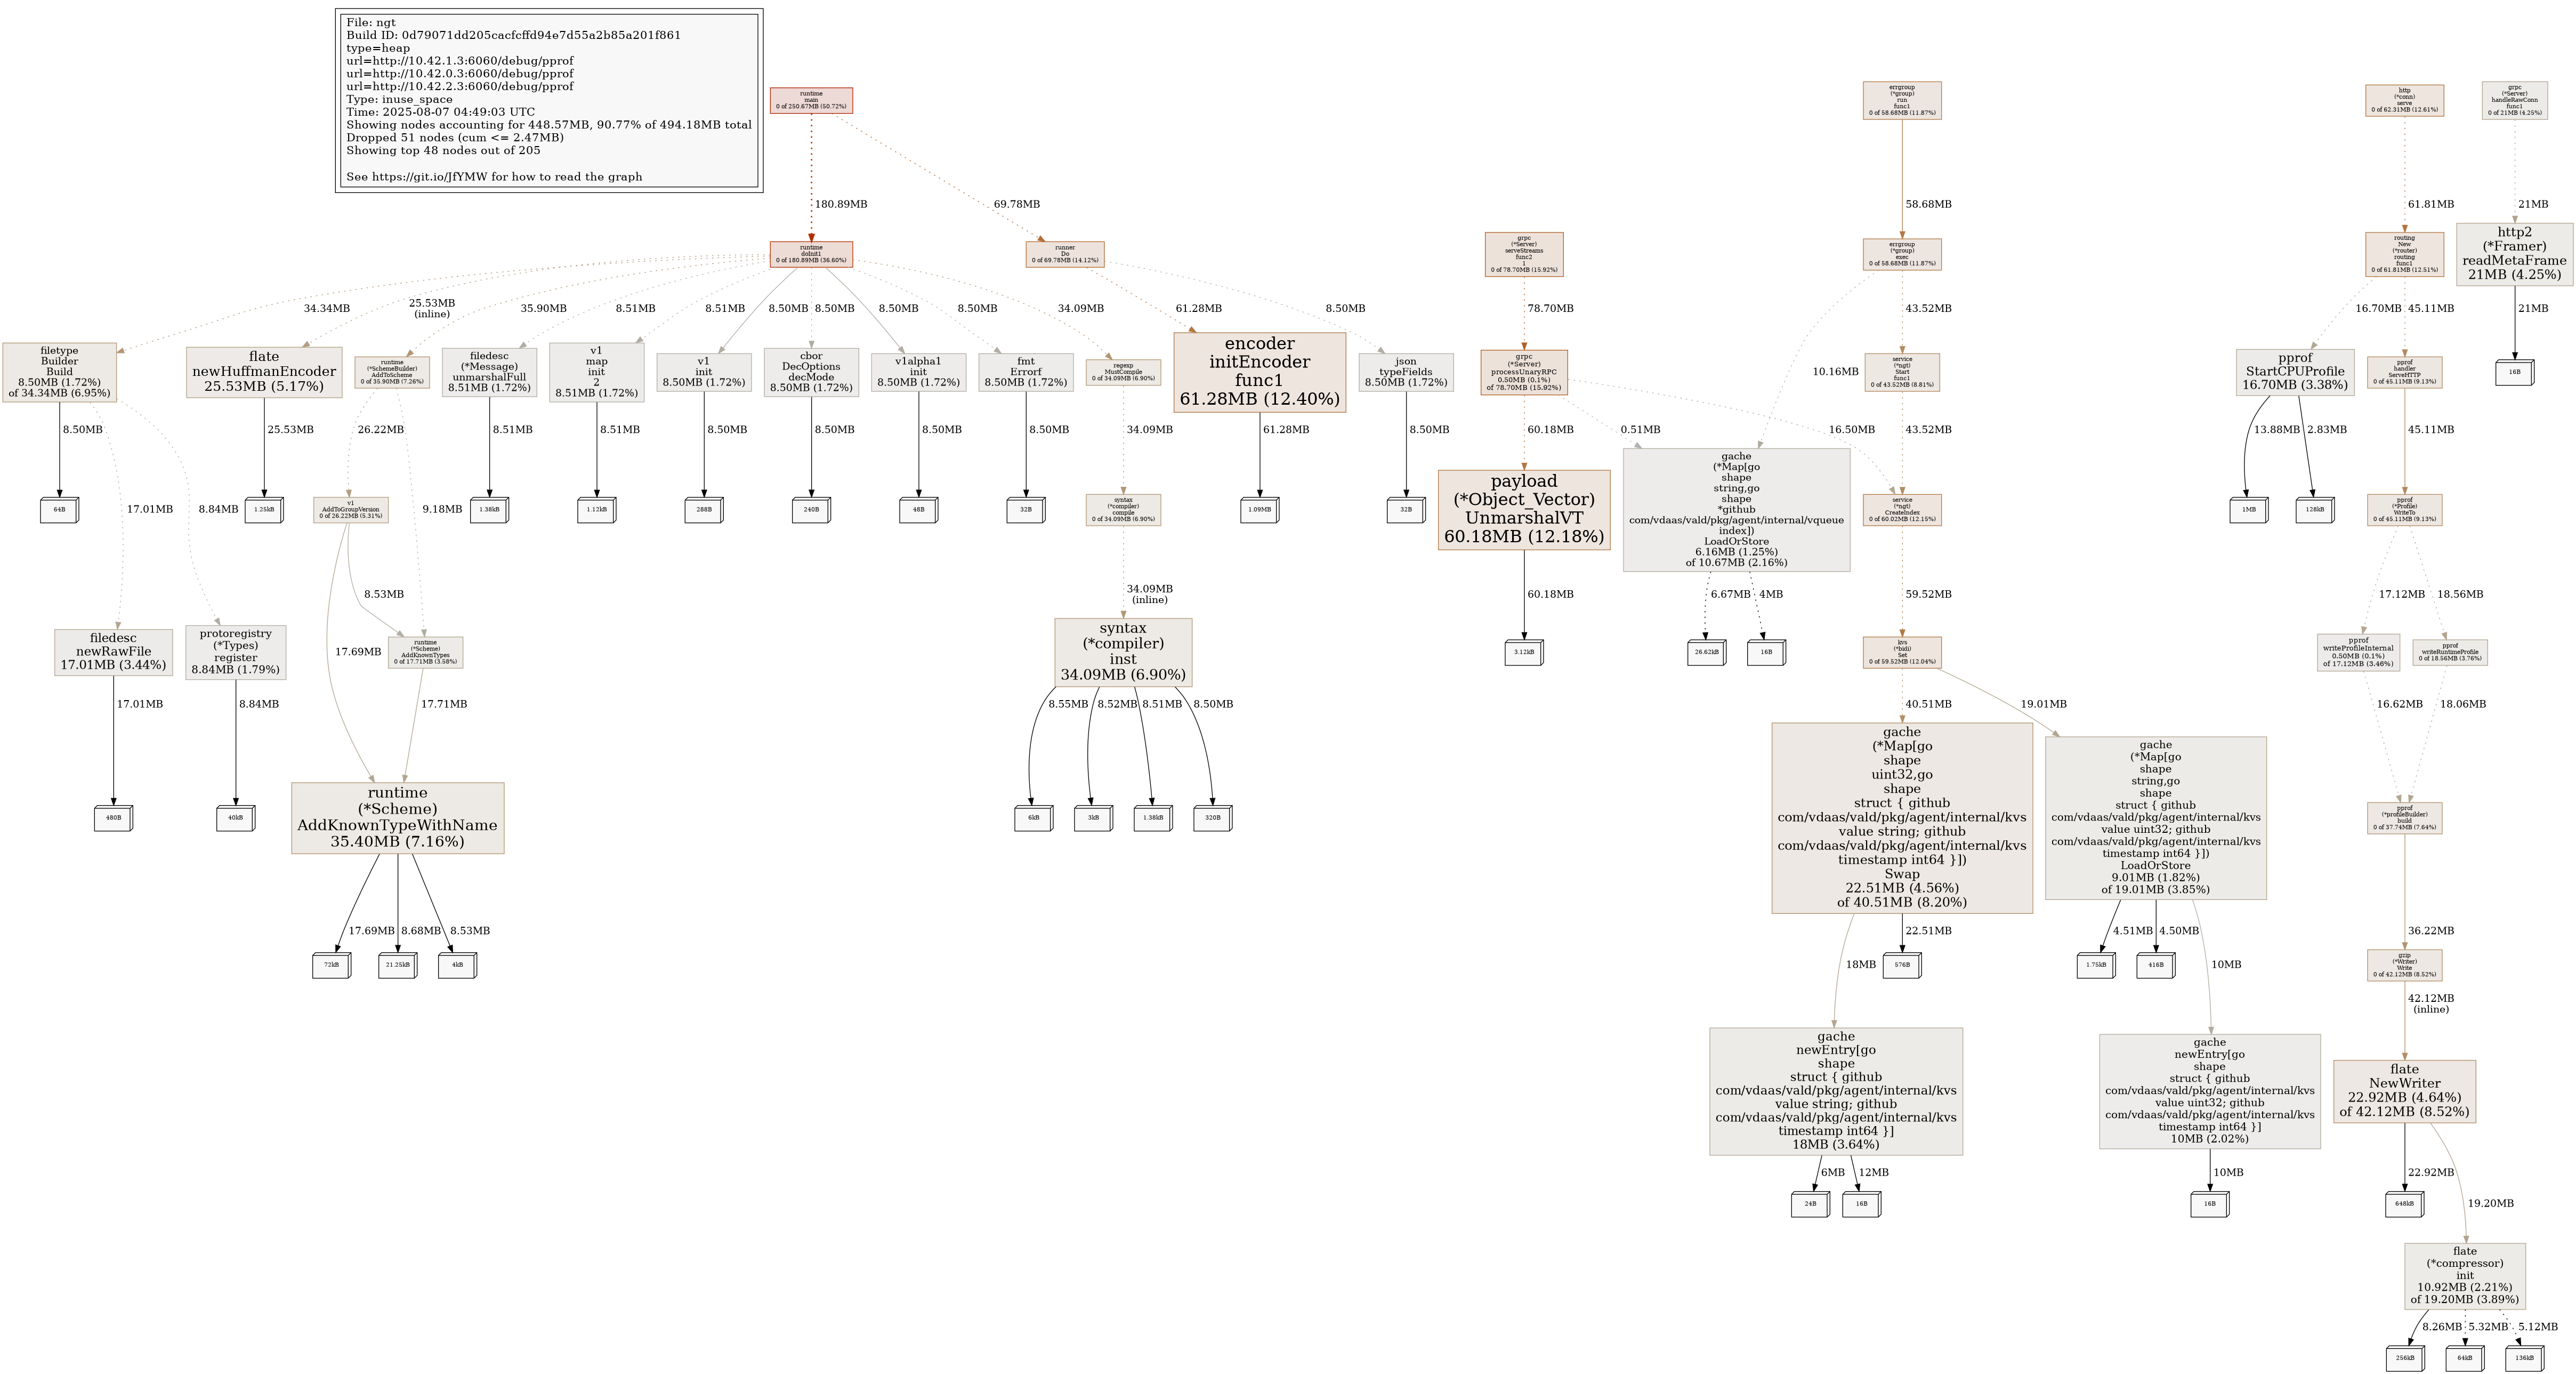 File: ngt
Build ID: 0d79071dd205cacfcffd94e7d55a2b85a201f861
type=heap
url=http://10.42.1.3:6060/debug/pprof
url=http://10.42.0.3:6060/debug/pprof
url=http://10.42.2.3:6060/debug/pprof
Type: inuse_space
Time: 2025-08-07 04:49:03 UTC
Showing nodes accounting for 448.57MB, 90.77% of 494.18MB total
Dropped 51 nodes (cum <= 2.47MB)
Showing top 48 nodes out of 205
See https://git.io/JfYMW for how to read the graph
runtime
main
0 of 250.67MB (50.72%)
errgroup
(*group)
run
func1
0 of 58.68MB (11.87%)
http
(*conn)
serve
0 of 62.31MB (12.61%)
grpc
(*Server)
handleRawConn
func1
0 of 21MB (4.25%)
180.89MB
69.78MB
58.68MB
61.81MB
21MB
runtime
doInit1
0 of 180.89MB (36.60%)
runner
Do
0 of 69.78MB (14.12%)
grpc
(*Server)
serveStreams
func2
1
0 of 78.70MB (15.92%)
errgroup
(*group)
exec
0 of 58.68MB (11.87%)
routing
New
(*router)
routing
func1
0 of 61.81MB (12.51%)
http2
(*Framer)
readMetaFrame
21MB (4.25%)
34.34MB
25.53MB
(inline)
35.90MB
8.51MB
8.51MB
8.50MB
8.50MB
8.50MB
8.50MB
34.09MB
61.28MB
8.50MB
78.70MB
10.16MB
43.52MB
16.70MB
45.11MB
21MB
filetype
Builder
Build
8.50MB (1.72%)
of 34.34MB (6.95%)
flate
newHuffmanEncoder
25.53MB (5.17%)
runtime
(*SchemeBuilder)
AddToScheme
0 of 35.90MB (7.26%)
filedesc
(*Message)
unmarshalFull
8.51MB (1.72%)
v1
map
init
2
8.51MB (1.72%)
v1
init
8.50MB (1.72%)
cbor
DecOptions
decMode
8.50MB (1.72%)
v1alpha1
init
8.50MB (1.72%)
fmt
Errorf
8.50MB (1.72%)
regexp
MustCompile
0 of 34.09MB (6.90%)
encoder
initEncoder
func1
61.28MB (12.40%)
json
typeFields
8.50MB (1.72%)
grpc
(*Server)
processUnaryRPC
0.50MB (0.1%)
of 78.70MB (15.92%)
service
(*ngt)
Start
func1
0 of 43.52MB (8.81%)
pprof
StartCPUProfile
16.70MB (3.38%)
pprof
handler
ServeHTTP
0 of 45.11MB (9.13%)
16B
8.50MB
17.01MB
8.84MB
25.53MB
26.22MB
9.18MB
8.51MB
8.51MB
8.50MB
8.50MB
8.50MB
8.50MB
34.09MB
61.28MB
8.50MB
60.18MB
0.51MB
16.50MB
43.52MB
13.88MB
2.83MB
45.11MB
64B
1.25kB
v1
AddToGroupVersion
0 of 26.22MB (5.31%)
1.38kB
1.12kB
288B
240B
48B
32B
syntax
(*compiler)
compile
0 of 34.09MB (6.90%)
1.09MB
32B
payload
(*Object_Vector)
UnmarshalVT
60.18MB (12.18%)
gache
(*Map[go
shape
string,go
shape
*github
com/vdaas/vald/pkg/agent/internal/vqueue
index])
LoadOrStore
6.16MB (1.25%)
of 10.67MB (2.16%)
service
(*ngt)
CreateIndex
0 of 60.02MB (12.15%)
1MB
128kB
pprof
(*Profile)
WriteTo
0 of 45.11MB (9.13%)
8.53MB
17.69MB
34.09MB
(inline)
60.18MB
6.67MB
4MB
59.52MB
17.12MB
18.56MB
filedesc
newRawFile
17.01MB (3.44%)
protoregistry
(*Types)
register
8.84MB (1.79%)
runtime
(*Scheme)
AddKnownTypes
0 of 17.71MB (3.58%)
syntax
(*compiler)
inst
34.09MB (6.90%)
3.12kB
26.62kB
16B
kvs
(*bidi)
Set
0 of 59.52MB (12.04%)
pprof
writeProfileInternal
0.50MB (0.1%)
of 17.12MB (3.46%)
pprof
writeRuntimeProfile
0 of 18.56MB (3.76%)
17.01MB
8.84MB
17.71MB
8.55MB
8.52MB
8.51MB
8.50MB
40.51MB
19.01MB
16.62MB
18.06MB
480B
40kB
runtime
(*Scheme)
AddKnownTypeWithName
35.40MB (7.16%)
6kB
3kB
1.38kB
320B
gache
(*Map[go
shape
uint32,go
shape
struct { github
com/vdaas/vald/pkg/agent/internal/kvs
value string; github
com/vdaas/vald/pkg/agent/internal/kvs
timestamp int64 }])
Swap
22.51MB (4.56%)
of 40.51MB (8.20%)
gache
(*Map[go
shape
string,go
shape
struct { github
com/vdaas/vald/pkg/agent/internal/kvs
value uint32; github
com/vdaas/vald/pkg/agent/internal/kvs
timestamp int64 }])
LoadOrStore
9.01MB (1.82%)
of 19.01MB (3.85%)
pprof
(*profileBuilder)
build
0 of 37.74MB (7.64%)
17.69MB
8.68MB
8.53MB
18MB
22.51MB
4.51MB
4.50MB
10MB
36.22MB
72kB
21.25kB
4kB
576B
1.75kB
416B
gzip
(*Writer)
Write
0 of 42.12MB (8.52%)
42.12MB
(inline)
gache
newEntry[go
shape
struct { github
com/vdaas/vald/pkg/agent/internal/kvs
value string; github
com/vdaas/vald/pkg/agent/internal/kvs
timestamp int64 }]
18MB (3.64%)
gache
newEntry[go
shape
struct { github
com/vdaas/vald/pkg/agent/internal/kvs
value uint32; github
com/vdaas/vald/pkg/agent/internal/kvs
timestamp int64 }]
10MB (2.02%)
flate
NewWriter
22.92MB (4.64%)
of 42.12MB (8.52%)
6MB
12MB
10MB
22.92MB
19.20MB
24B
16B
16B
648kB
flate
(*compressor)
init
10.92MB (2.21%)
of 19.20MB (3.89%)
8.26MB
5.32MB
5.12MB
256kB
64kB
136kB